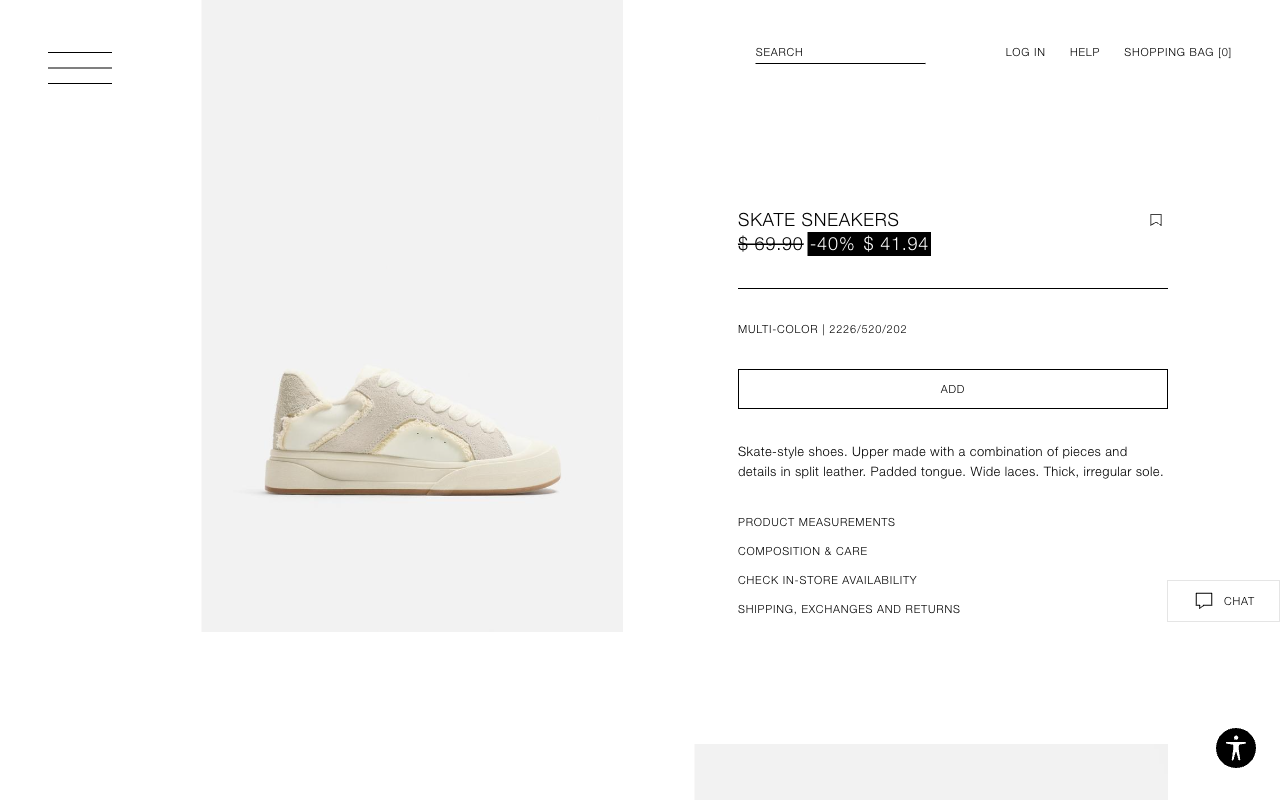 SEARCH
LOG IN
HELP
SHOPPING BAG [0]
SKATE SNEAKERS
$ 69.90 -40% $ 41.94
MULTI-COLOR | 2226/520/202
ADD
Skate-style shoes. Upper made with a combination of pieces and
details in split leather. Padded tongue. Wide laces. Thick, irregular sole.
PRODUCT MEASUREMENTS
COMPOSITION & CARE
CHECK IN-STORE AVAILABILITY
SHIPPING, EXCHANGES AND RETURNS
CHAT